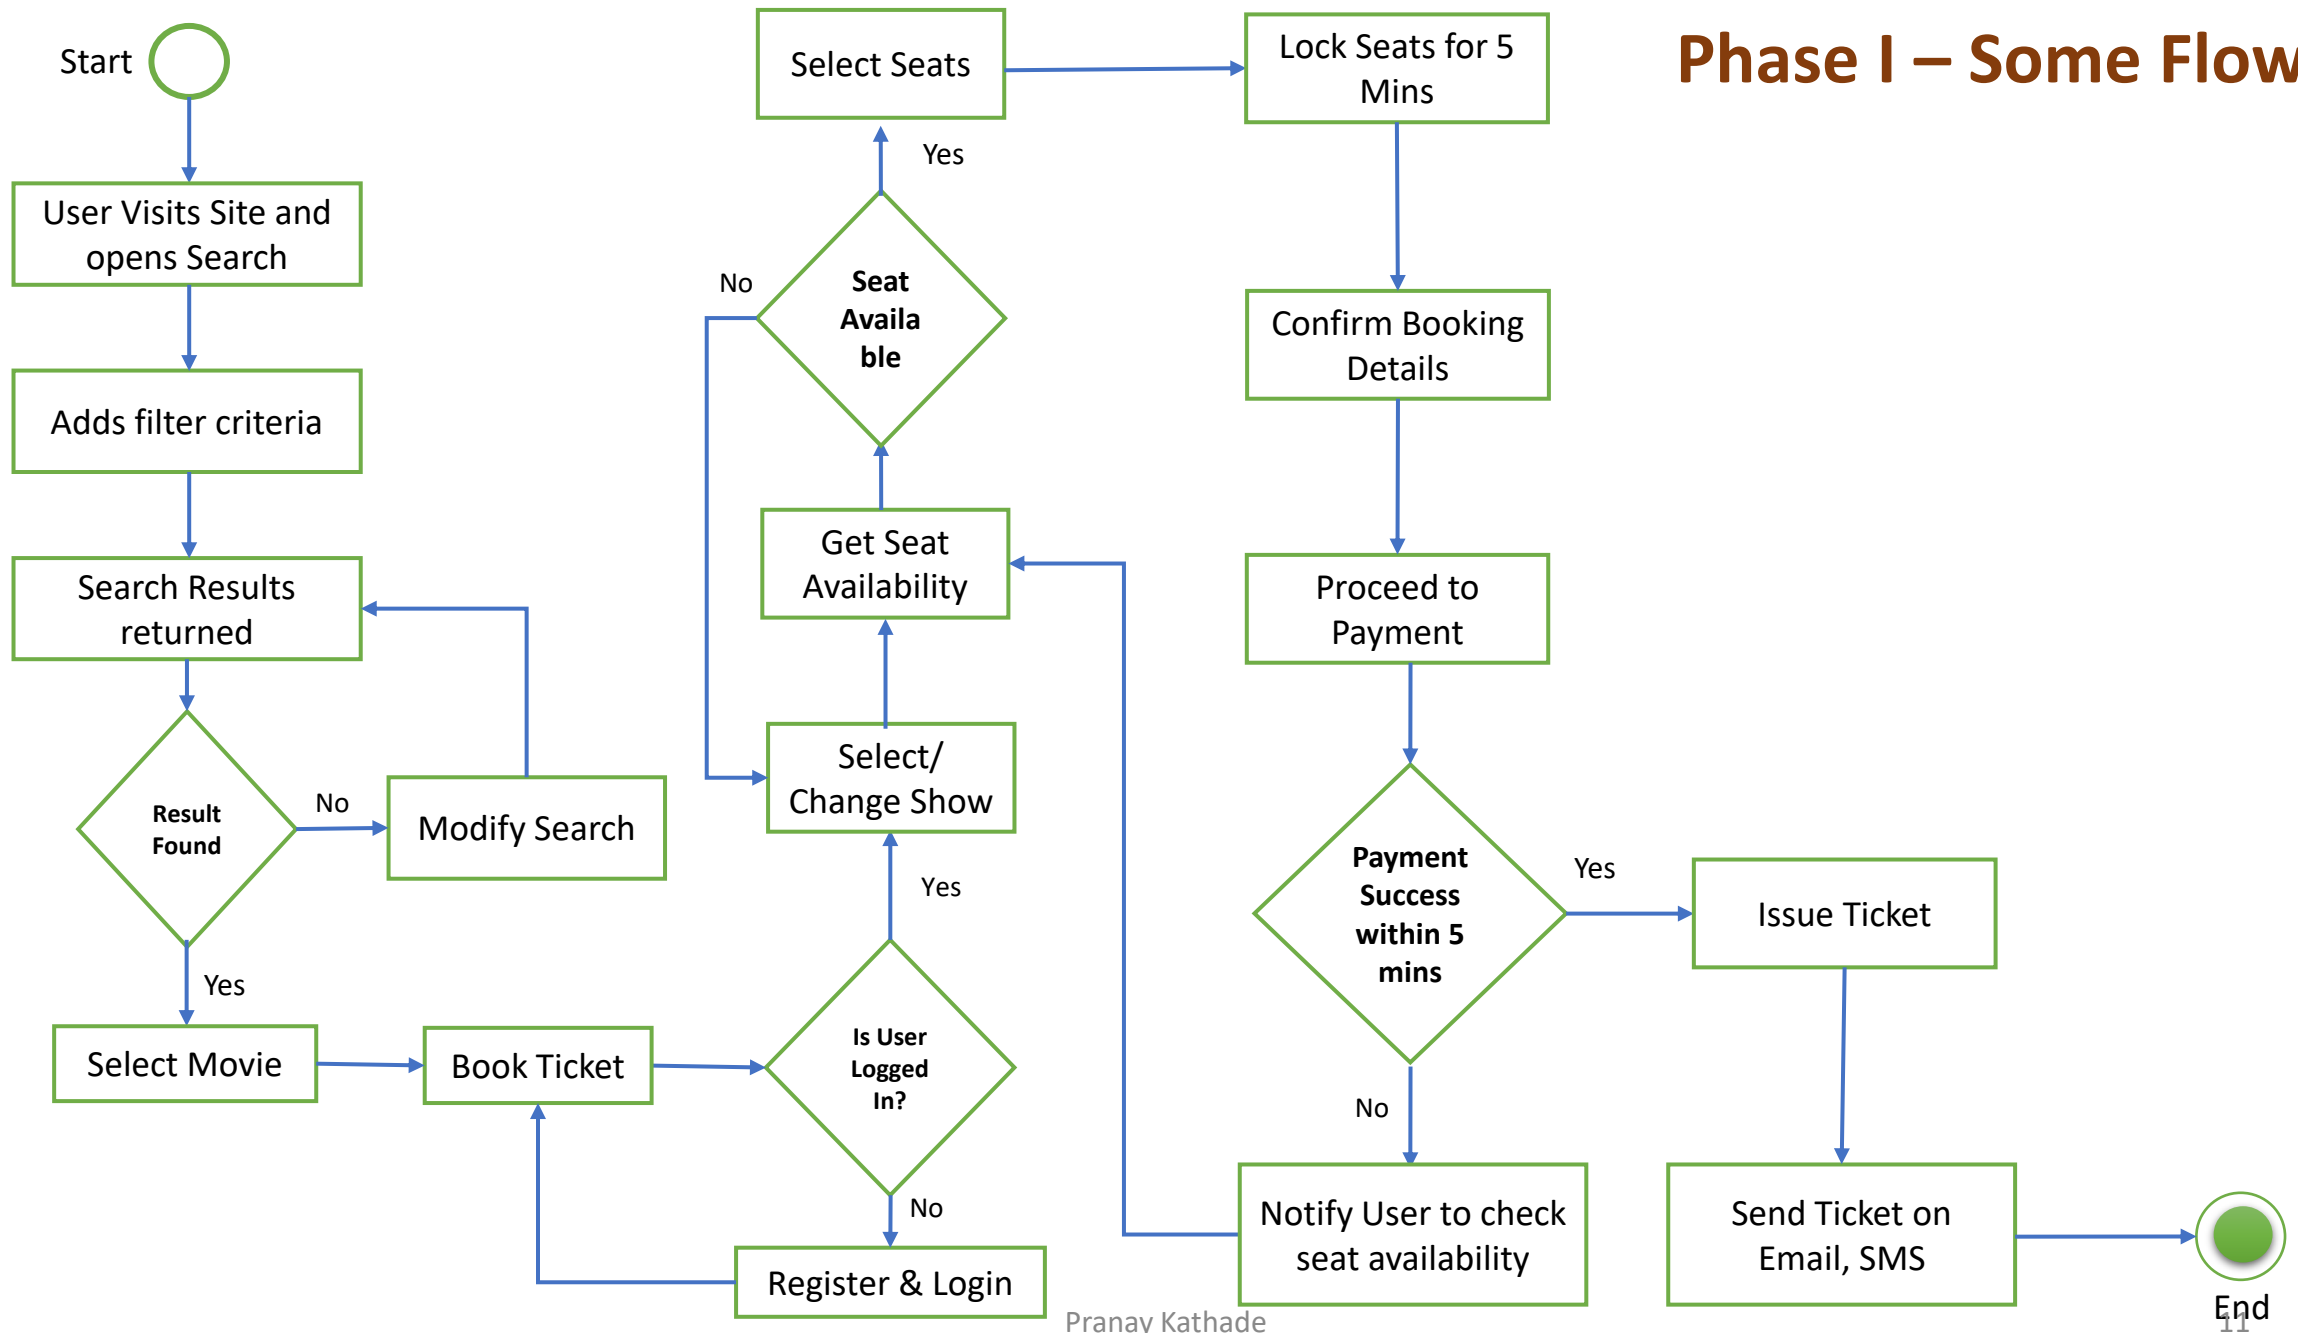 Phase I – Some Flow
Start
User Visits Site and
opens Search
Adds filter criteria
Search Results
returned
Result
Found
No
Modify Search
Yes
Select Movie
Book Ticket
Is User
Logged
In?
No
Register & Login
Yes
Select/
Change Show
Get Seat
Availability
Seat
Availa
ble
No
Yes
Select Seats
Lock Seats for 5
Mins
Confirm Booking
Details
Proceed to
Payment
Payment
Success
within 5
mins
No
Notify User to check
seat availability
Yes
Issue Ticket
Send Ticket on
Email, SMS
End
Pranay Kathade
11